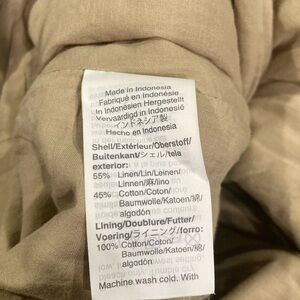 Made in Indonesia
Fabriqué en Indonésie
In Indonesien Hergestellt
Vervaardigd in Indonesië
インドネシア製
Hecho en Indonesia
Shell/Extérieur/Oberstoff/
Buitenkant/シェル/tela
exterior:
55% Linen/Lin/Leinen/
Linnen/麻/lino
45% Cotton/Coton/
Baumwolle/Katoen/綿/
algodón
Lining/Doublure/Futter/
Voering/ライニング/forro:
100% Cotton/Coton/
Baumwolle/Katoen/綿/
algodón
Machine wash cold. With